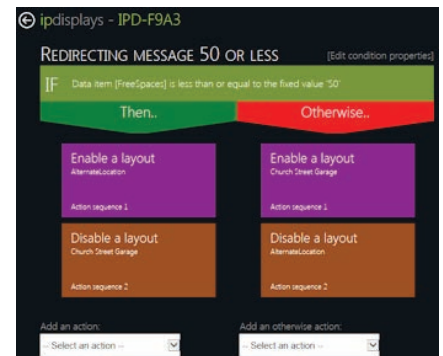 ipdisplays - IPD-F9A3
REDIRECTING MESSAGE 50 OR LESS
[Edit condition properties]
IF Data item [FreeSpaces] is less than or equal to the fixed value '50'
Then..
Otherwise..
Enable a layout
AlternateLocation
Action sequence 1
Enable a layout
Church Street Garage
Action sequence 1
Disable a layout
Church Street Garage
Action sequence 2
Disable a layout
AlternateLocation
Action sequence 2
Add an action:
-- Select an action --
Add an otherwise action:
-- Select an action --